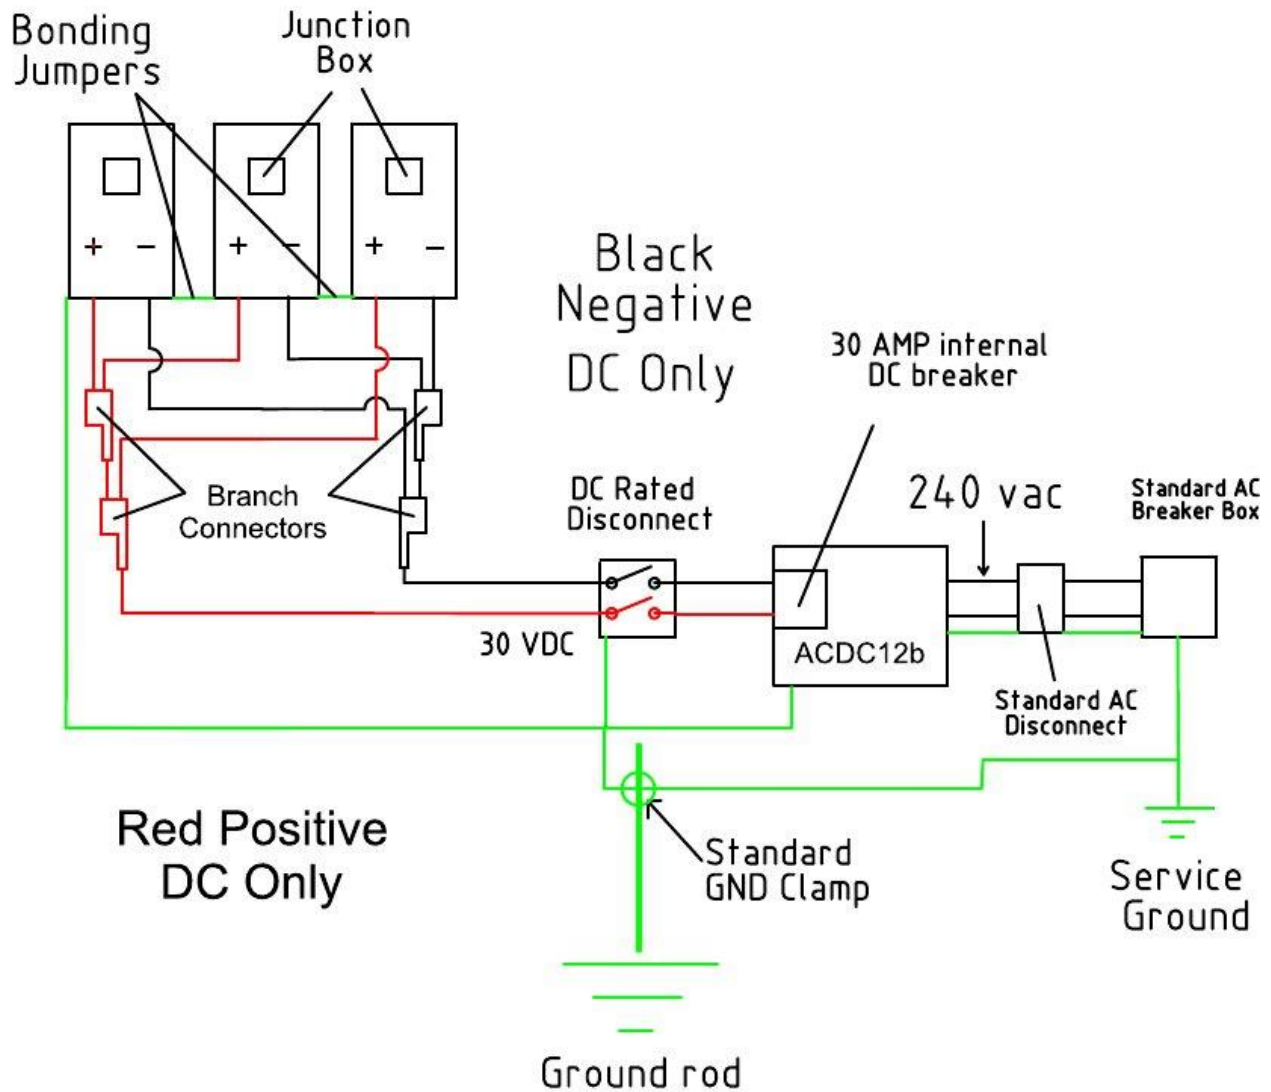 Bonding
Jumpers
Junction
Box
+ −
+ −
+ −
Black
Negative
DC Only
30 AMP internal
DC breaker
Branch
Connectors
DC Rated
Disconnect
240 vac
Standard AC
Breaker Box
30 VDC
ACDC12b
Standard AC
Disconnect
Red Positive
DC Only
Standard
GND Clamp
Service
Ground
Ground rod